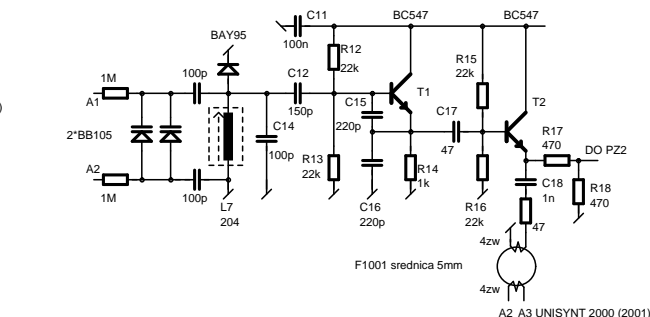 C11
100n
BC547
BC547
BAY95
R12
22k
R15
22k
1M
100p
C12
150p
T1
A1
C15
220p
C17
47
T2
2*BB105
C14
100p
R17
470
DO PZ2
A2
R13
22k
R14
1k
C18
1n
R18
470
1M
100p
L7
204
C16
220p
R16
22k
47
4zw
F1001 srednica 5mm
4zw
A2 A3 UNISYNT 2000 (2001)